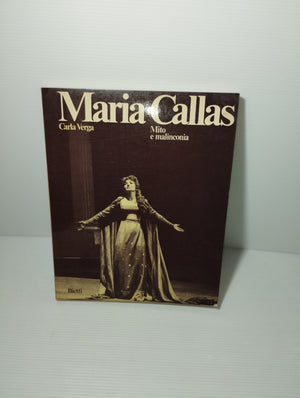 Maria Callas
Carla Verga
Mito
e malinconia
Bietti